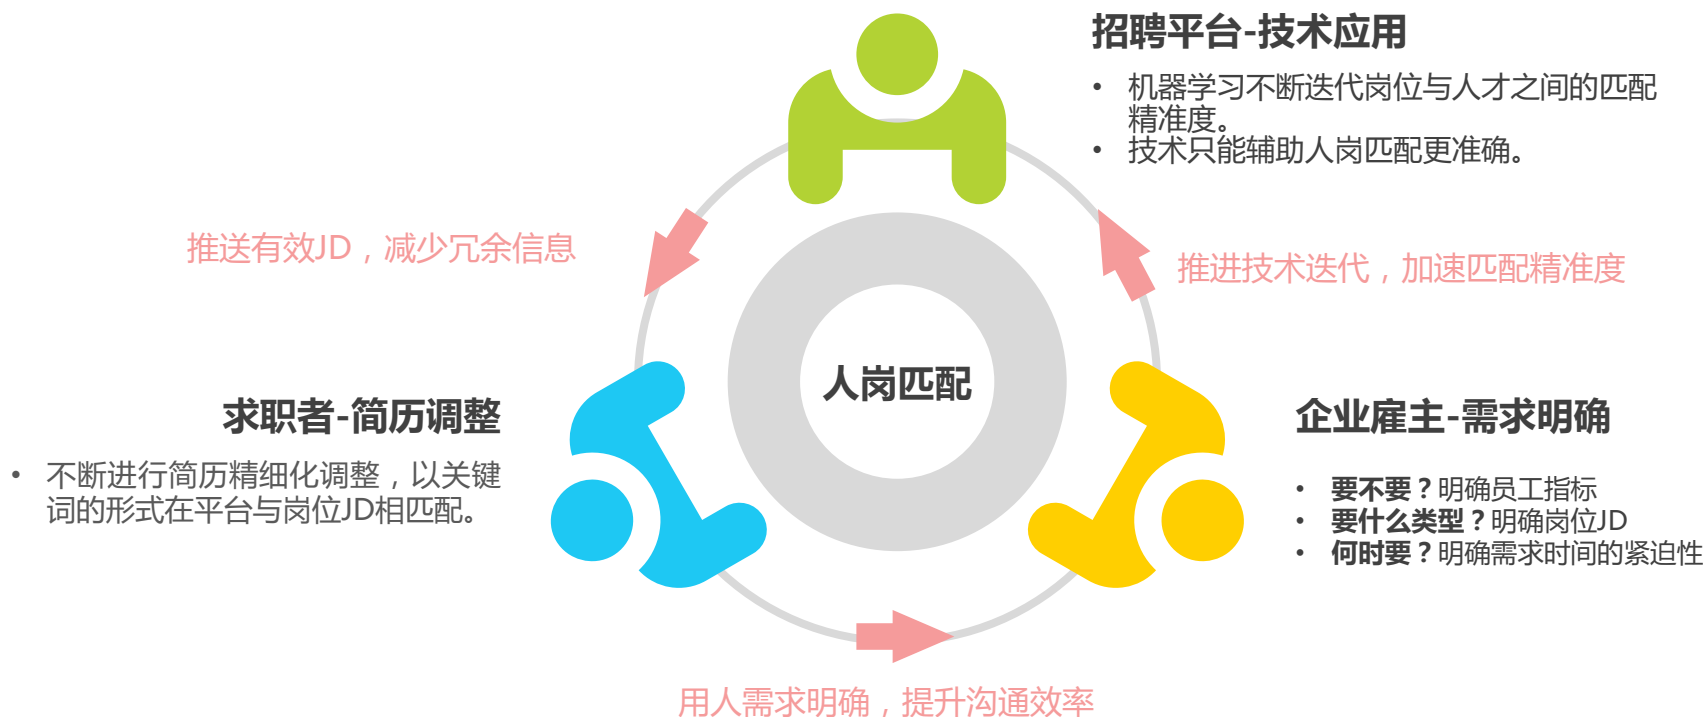 招聘平台-技术应用
• 机器学习不断迭代岗位与人才之间的匹配
精准度。
• 技术只能辅助人岗匹配更准确。
推送有效JD，减少冗余信息
推进技术迭代，加速匹配精准度
人岗匹配
求职者-简历调整
• 不断进行简历精细化调整，以关键
词的形式在平台与岗位JD相匹配。
企业雇主-需求明确
• 要不要？明确员工指标
• 要什么类型？明确岗位JD
• 何时要？明确需求时间的紧迫性
用人需求明确，提升沟通效率